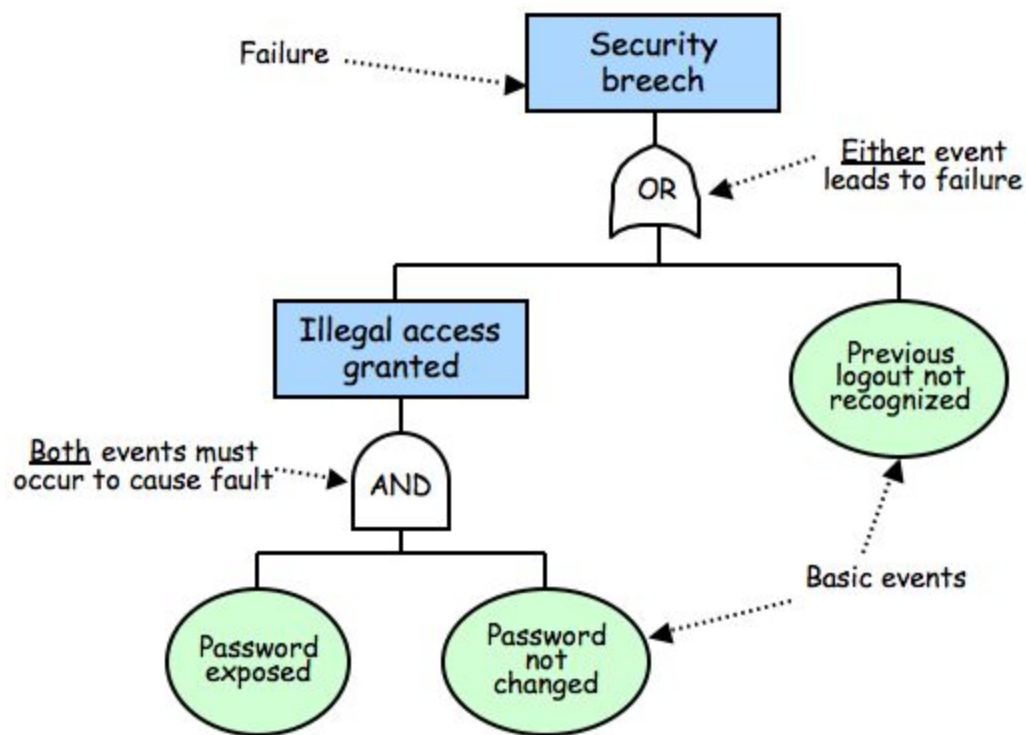 Failure
Security
breech
Either event
leads to failure
OR
Illegal access
granted
Previous
logout not
recognized
Both events must
occur to cause fault
AND
Basic events
Password
exposed
Password
not
changed